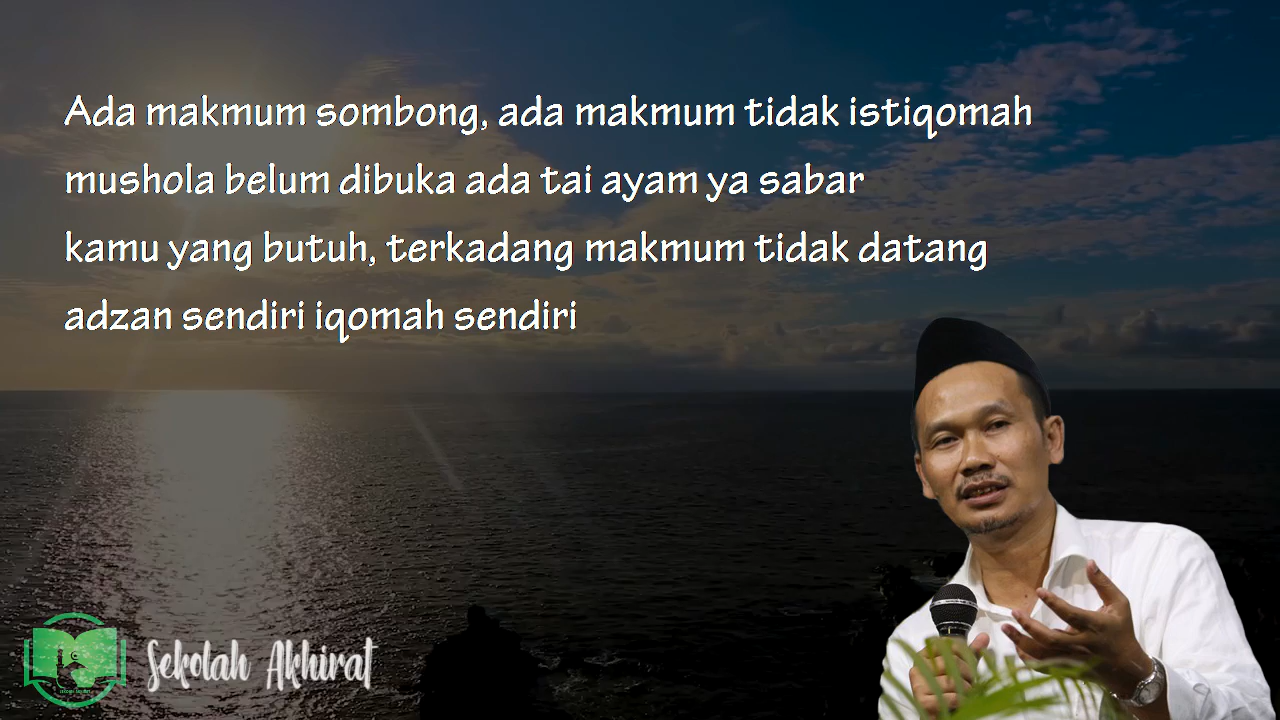 Ada makmum sombong, ada makmum tidak istiqomah
mushola belum dibuka ada tai ayam ya sabar
kamu yang butuh, terkadang makmum tidak datang
adzan sendiri iqomah sendiri
Sekolah Akhirat